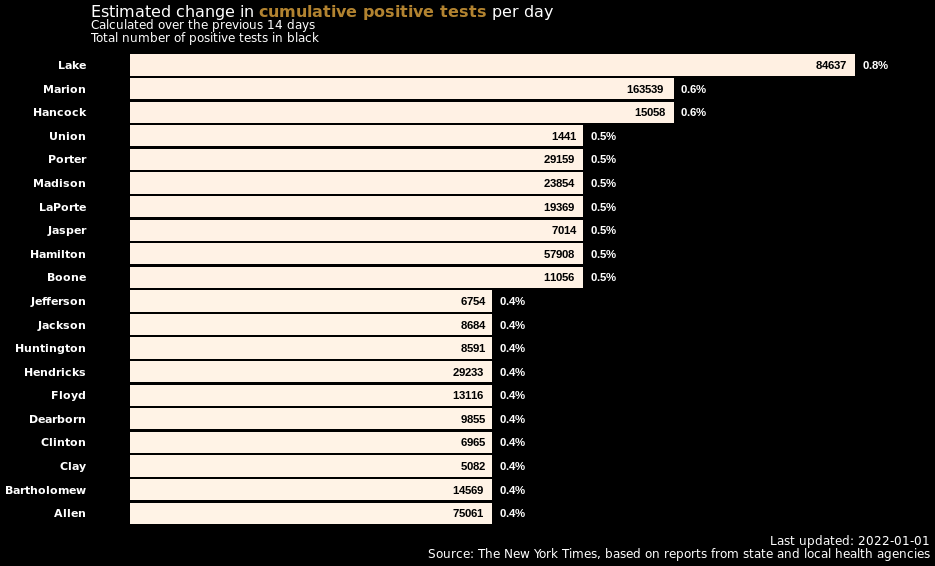 Estimated change in cumulative positive tests per day
Calculated over the previous 14 days
Total number of positive tests in black
Lake 84637 0.8%
Marion 163539 0.6%
Hancock 15058 0.6%
Union 1441 0.5%
Porter 29159 0.5%
Madison 23854 0.5%
LaPorte 19369 0.5%
Jasper 7014 0.5%
Hamilton 57908 0.5%
Boone 11056 0.5%
Jefferson 6754 0.4%
Jackson 8684 0.4%
Huntington 8591 0.4%
Hendricks 29233 0.4%
Floyd 13116 0.4%
Dearborn 9855 0.4%
Clinton 6965 0.4%
Clay 5082 0.4%
Bartholomew 14569 0.4%
Allen 75061 0.4%
Last updated: 2022-01-01
Source: The New York Times, based on reports from state and local health agencies